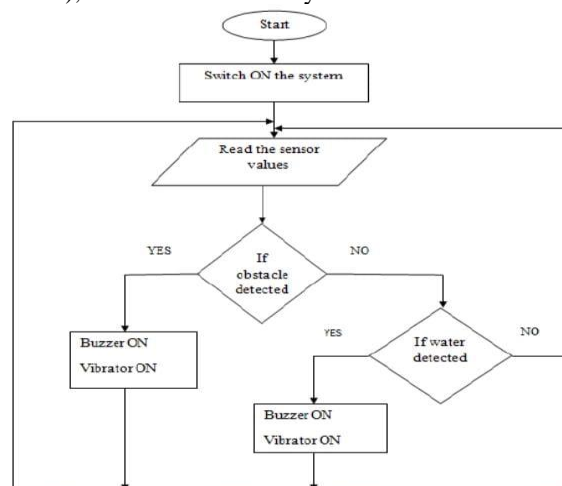 Start
Switch ON the system
Read the sensor
values
YES
If
obstacle
detected
NO
Buzzer ON
Vibrator ON
YES
If water
detected
NO
Buzzer ON
Vibrator ON